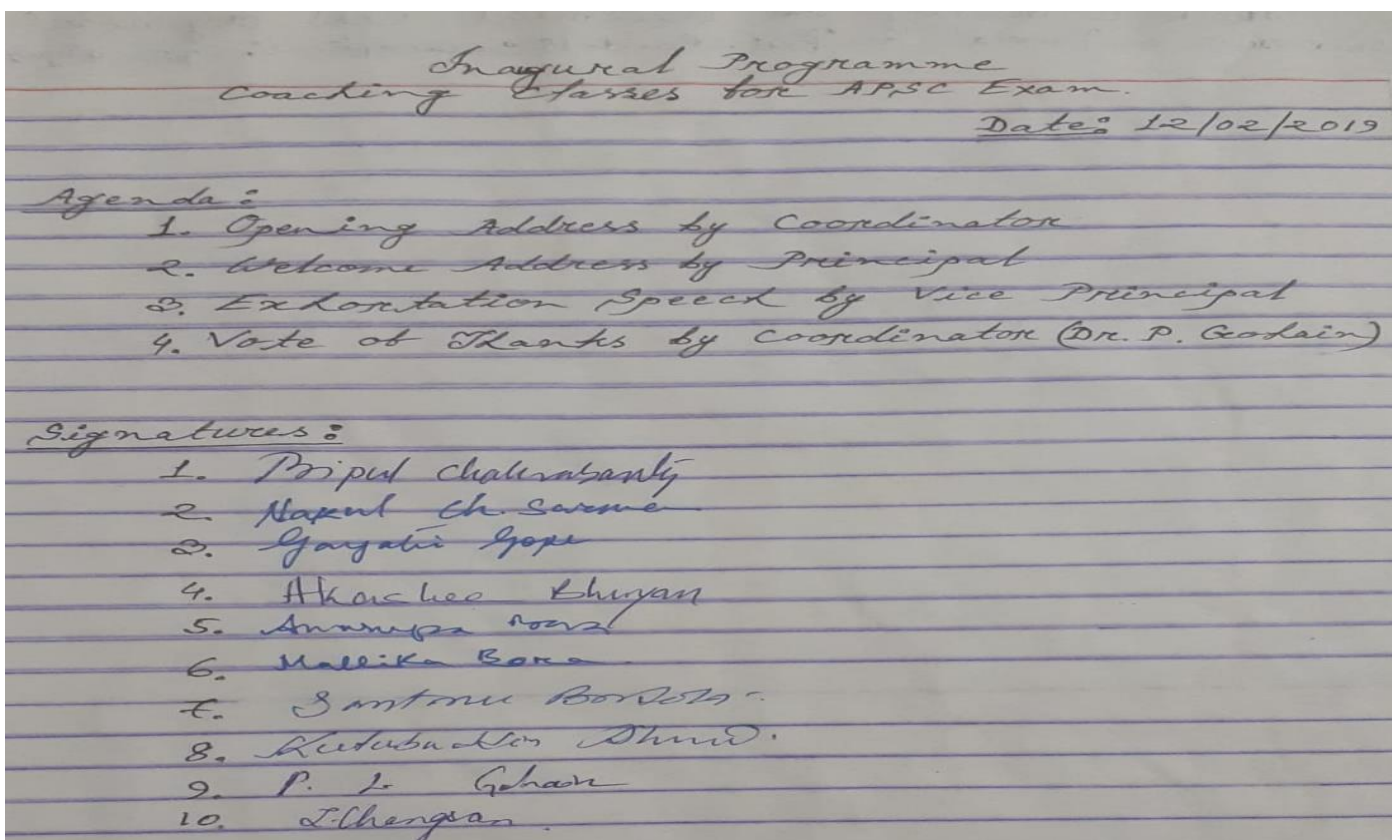 Inaugural Programme
Coaching Classes for APSC Exam.
Date: 12/02/2019
Agenda:
1. Opening Address by Coordinator
2. Welcome Address by Principal
3. Exhortation Speech by Vice Principal
4. Vote of Thanks by Coordinator (Dr. P. Gohain)
Signatures:
1. Bipul Chakrabarty
2. Nakul Ch. Sarma
3. Gayatri Gope
4. Bhuyan
5. Anurupa
6. Mallika Bora
7. Santanu
8. Kutubuddin
9. P. L Gohain
10.